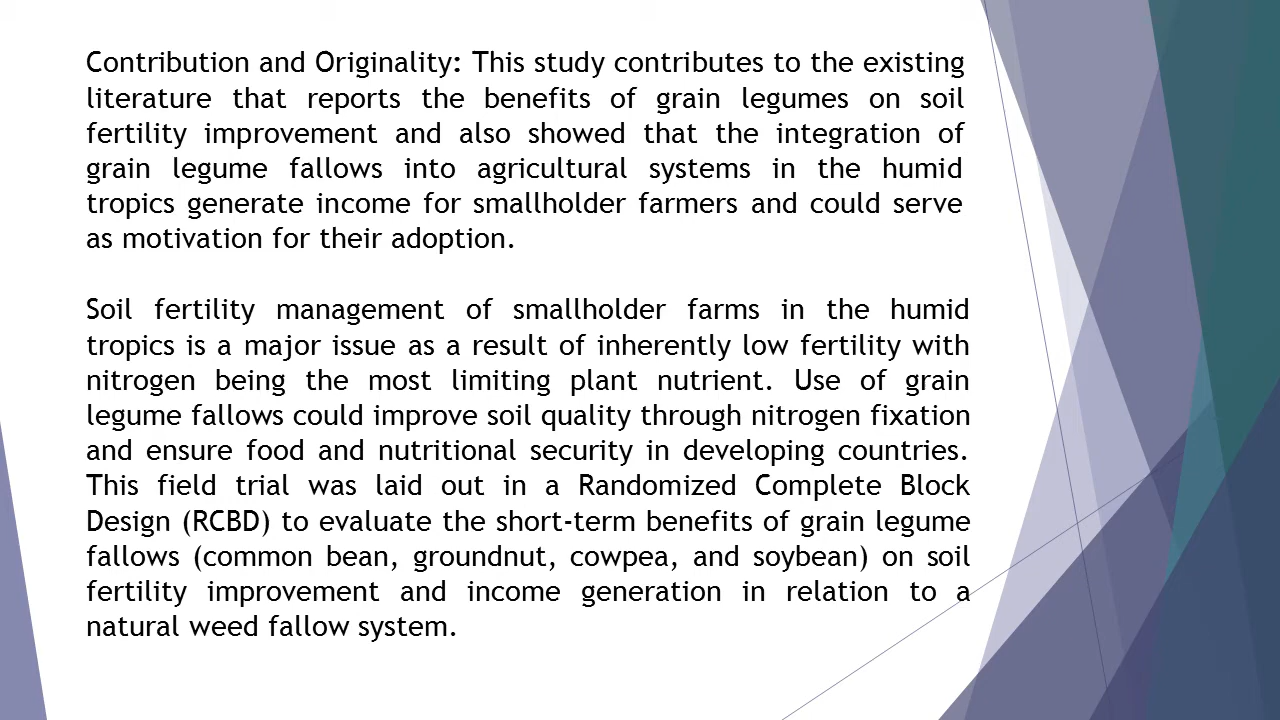 Contribution and Originality: This study contributes to the existing
literature that reports the benefits of grain legumes on soil
fertility improvement and also showed that the integration of
grain legume fallows into agricultural systems in the humid
tropics generate income for smallholder farmers and could serve
as motivation for their adoption.
Soil fertility management of smallholder farms in the humid
tropics is a major issue as a result of inherently low fertility with
nitrogen being the most limiting plant nutrient. Use of grain
legume fallows could improve soil quality through nitrogen fixation
and ensure food and nutritional security in developing countries.
This field trial was laid out in a Randomized Complete Block
Design (RCBD) to evaluate the short-term benefits of grain legume
fallows (common bean, groundnut, cowpea, and soybean) on soil
fertility improvement and income generation in relation to a
natural weed fallow system.